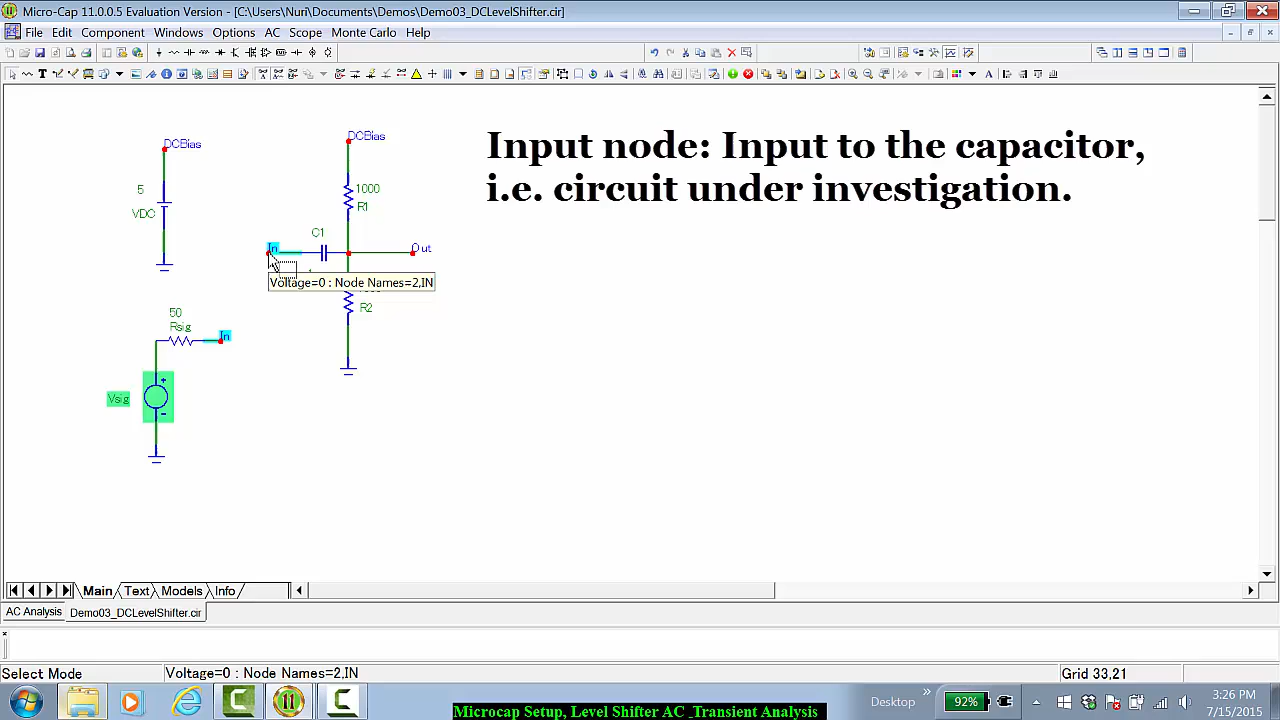 Micro-Cap 11.0.0.5 Evaluation Version - [C:\Users\Nuri\Documents\Demos\Demo03_DCLevelShifter.cir]
File Edit Component Windows Options AC Scope Monte Carlo Help
DCBias
DCBias
Input node: Input to the capacitor,
i.e. circuit under investigation.
5
VDC
1000
R1
C1
In
Out
Voltage=0 : Node Names=2,IN
R2
50
Rsig
In
Vsig
Main Text Models Info
AC Analysis Demo03_DCLevelShifter.cir
Select Mode Voltage=0 : Node Names=2,IN Grid 33,21
Desktop
92%
3:26 PM
7/15/2015
Microcap Setup, Level Shifter AC _Transient Analysis